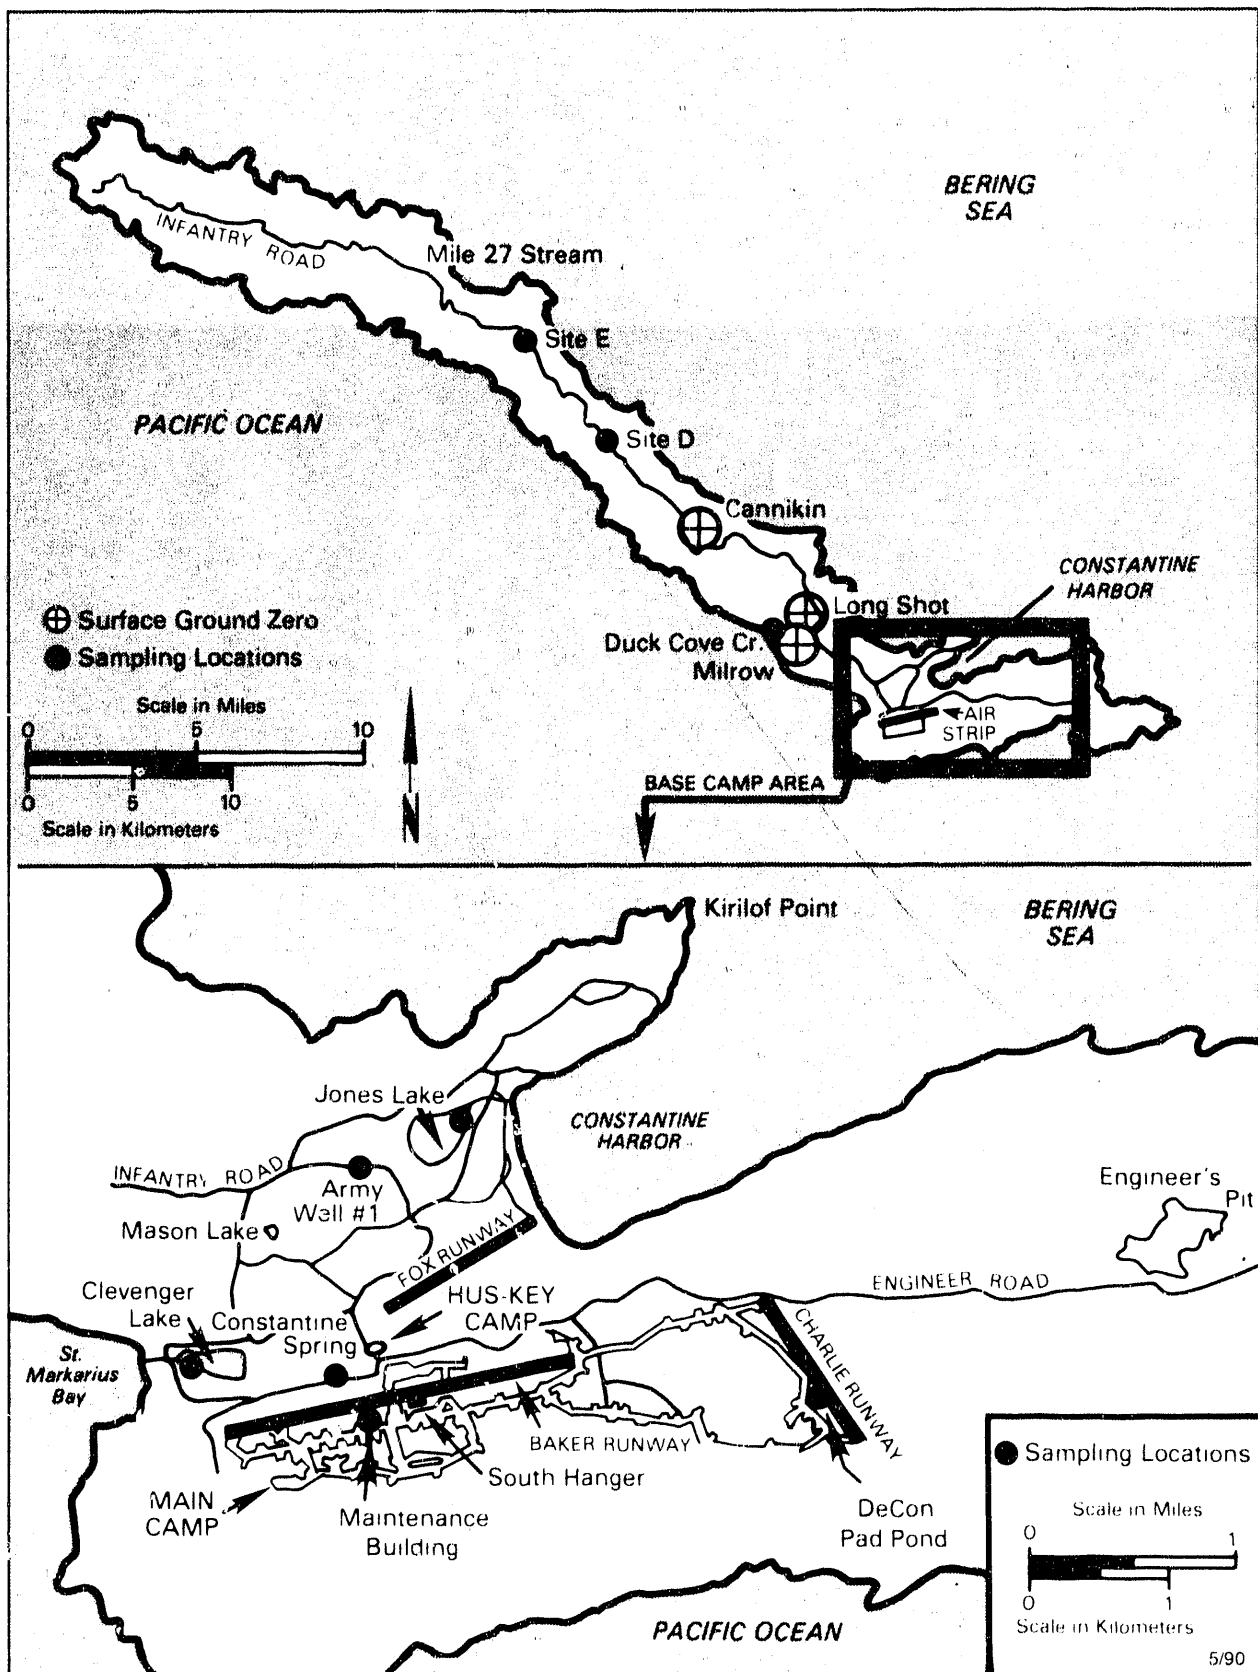 BERING
SEA
INFANTRY ROAD
Mile 27 Stream
Site E
PACIFIC OCEAN
Site D
Cannikin
CONSTANTINE
HARBOR
Surface Ground Zero
Sampling Locations
Long Shot
Duck Cove Cr.
Milrow
Scale in Miles
0 5 10
0 5 10
Scale in Kilometers
N
AIR
STRIP
BASE CAMP AREA
Kirilof Point
BERING
SEA
Jones Lake
CONSTANTINE
HARBOR
INFANTRY ROAD
Army
Well #1
Engineer's
Pit
Mason Lake
FOX RUNWAY
ENGINEER ROAD
Clevenger
Lake
Constantine
Spring
HUS-KEY
CAMP
CHARLIE RUNWAY
St.
Markarius
Bay
BAKER RUNWAY
South Hanger
MAIN
CAMP
Maintenance
Building
DeCon
Pad Pond
Sampling Locations
Scale in Miles
0 1
0 1
Scale in Kilometers
PACIFIC OCEAN
5/90